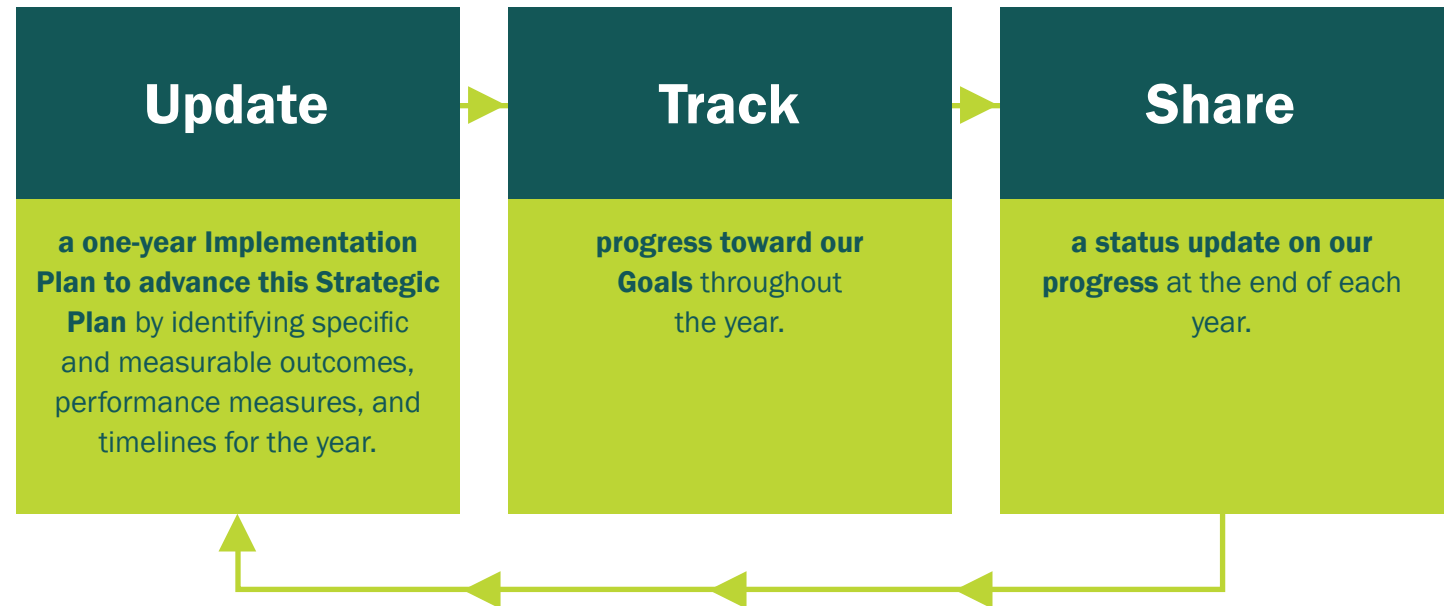 Update
a one-year Implementation
Plan to advance this Strategic
Plan by identifying specific
and measurable outcomes,
performance measures, and
timelines for the year.
Track
progress toward our
Goals throughout
the year.
Share
a status update on our
progress at the end of each
year.